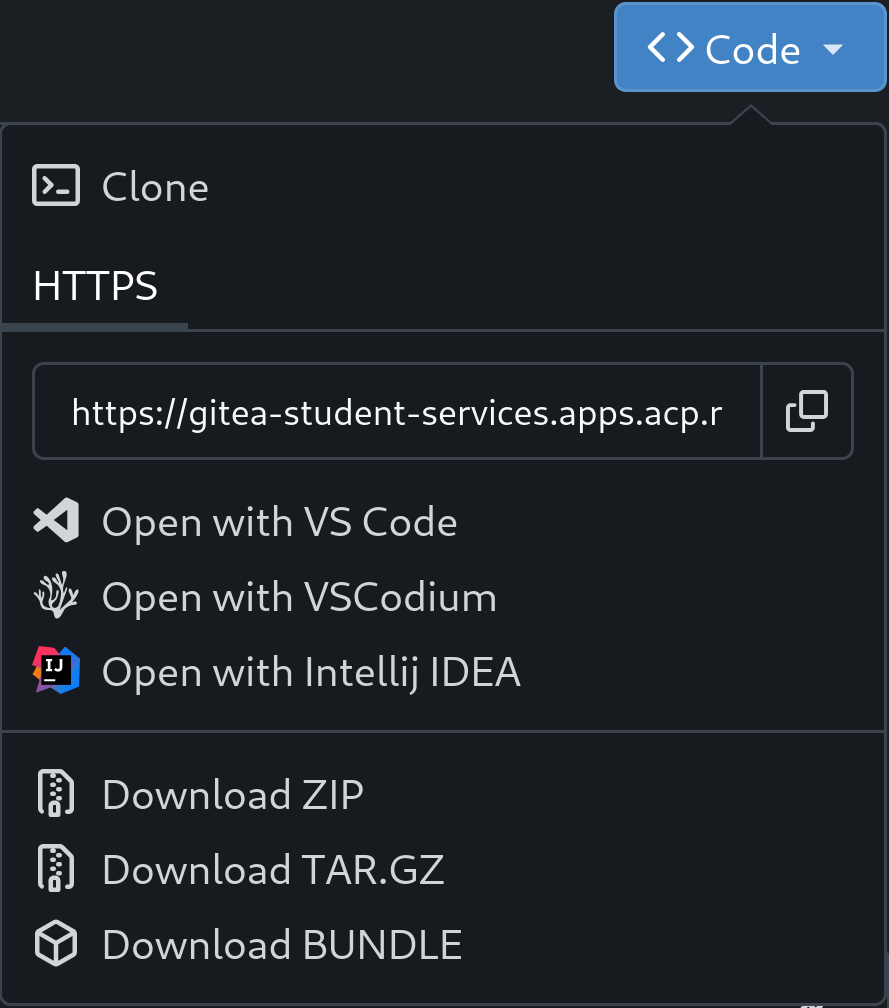 Code
Clone
HTTPS
https://gitea-student-services.apps.acp.r
Open with VS Code
Open with VSCodium
IJ
Open with Intellij IDEA
Download ZIP
Download TAR.GZ
Download BUNDLE